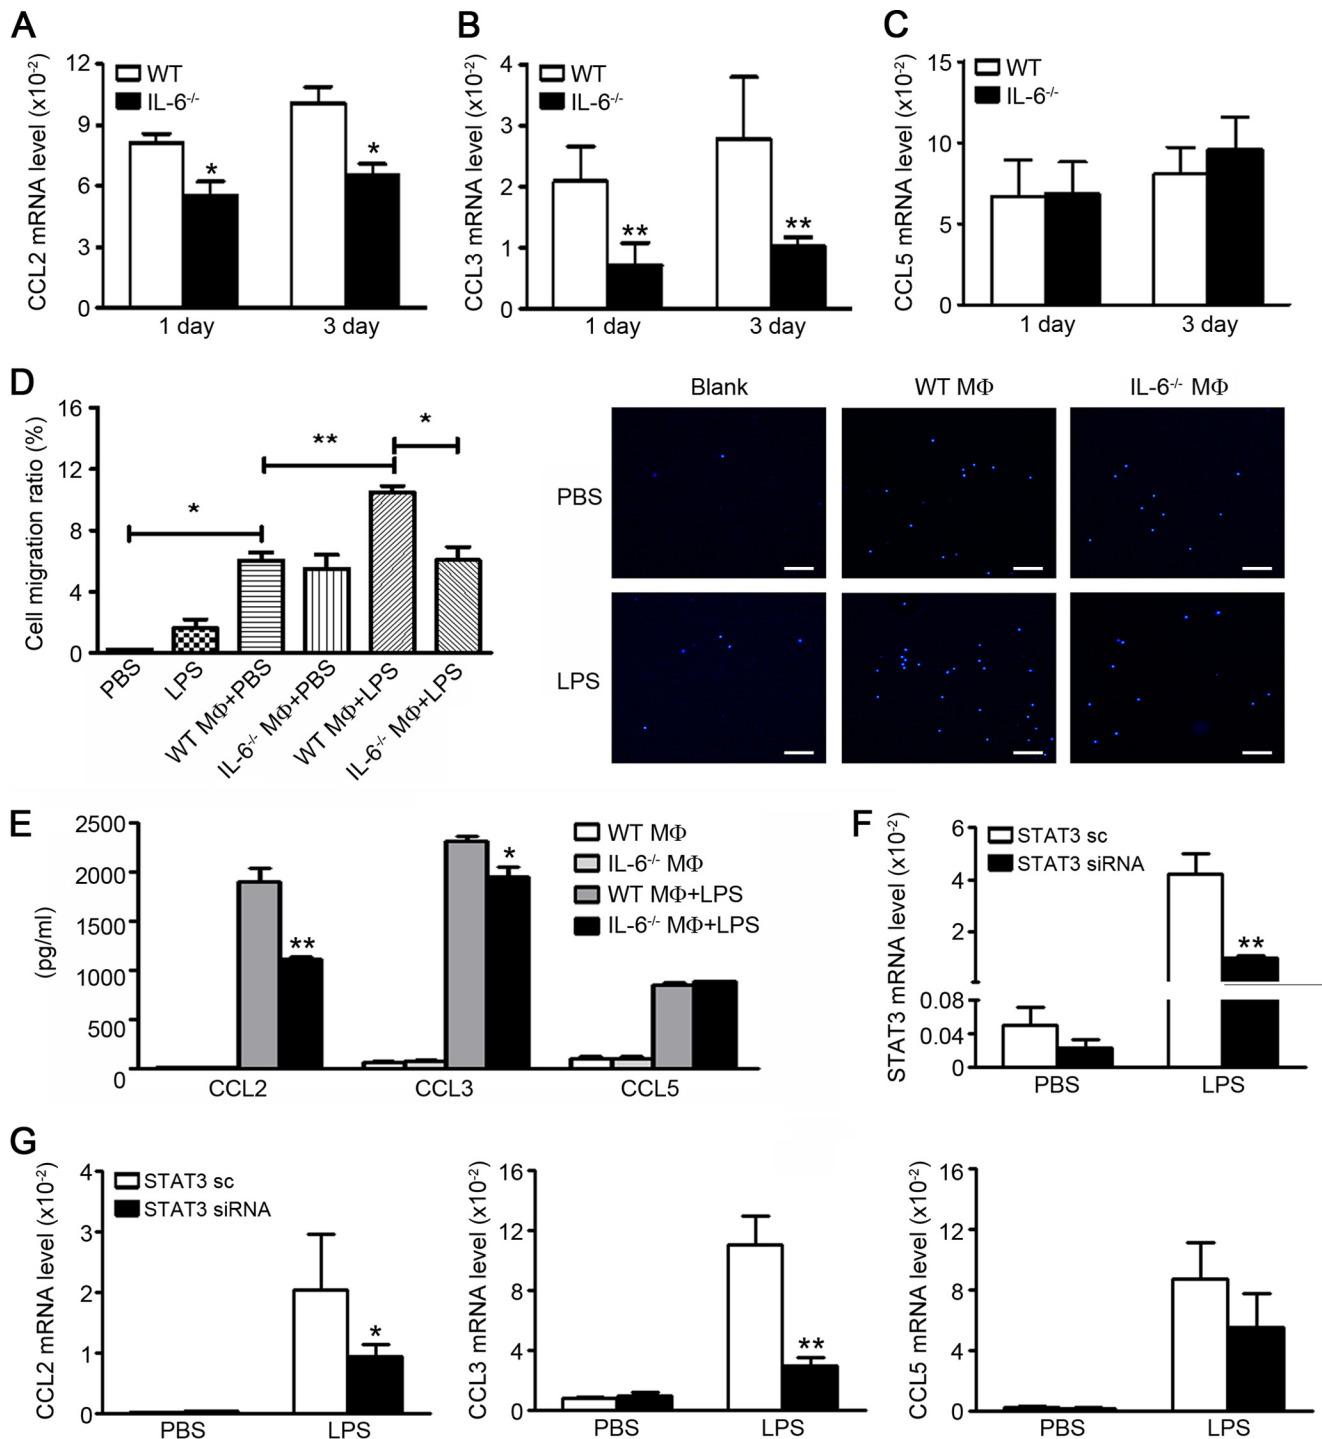 A
CCL2 mRNA level (x10-2)
12
9
6
3
0
WT
IL-6-/-
*
*
1 day
3 day
B
CCL3 mRNA level (x10-2)
4
3
2
1
0
WT
IL-6-/-
**
**
1 day
3 day
C
CCL5 mRNA level (x10-2)
15
10
5
0
WT
IL-6-/-
1 day
3 day
D
Cell migration ratio (%)
16
12
8
4
0
*
**
*
PBS
LPS
WT MΦ+PBS
IL-6-/- MΦ+PBS
WT MΦ+LPS
IL-6-/- MΦ+LPS
Blank
WT MΦ
IL-6-/- MΦ
PBS
LPS
E
(pg/ml)
2500
2000
1500
1000
500
0
**
*
WT MΦ
IL-6-/- MΦ
WT MΦ+LPS
IL-6-/- MΦ+LPS
CCL2
CCL3
CCL5
F
STAT3 mRNA level (x10-2)
6
4
2
0.08
0.04
0
STAT3 sc
STAT3 siRNA
**
PBS
LPS
G
CCL2 mRNA level (x10-2)
4
3
2
1
0
STAT3 sc
STAT3 siRNA
*
PBS
LPS
CCL3 mRNA level (x10-2)
16
12
8
4
0
**
PBS
LPS
CCL5 mRNA level (x10-2)
16
12
8
4
0
PBS
LPS